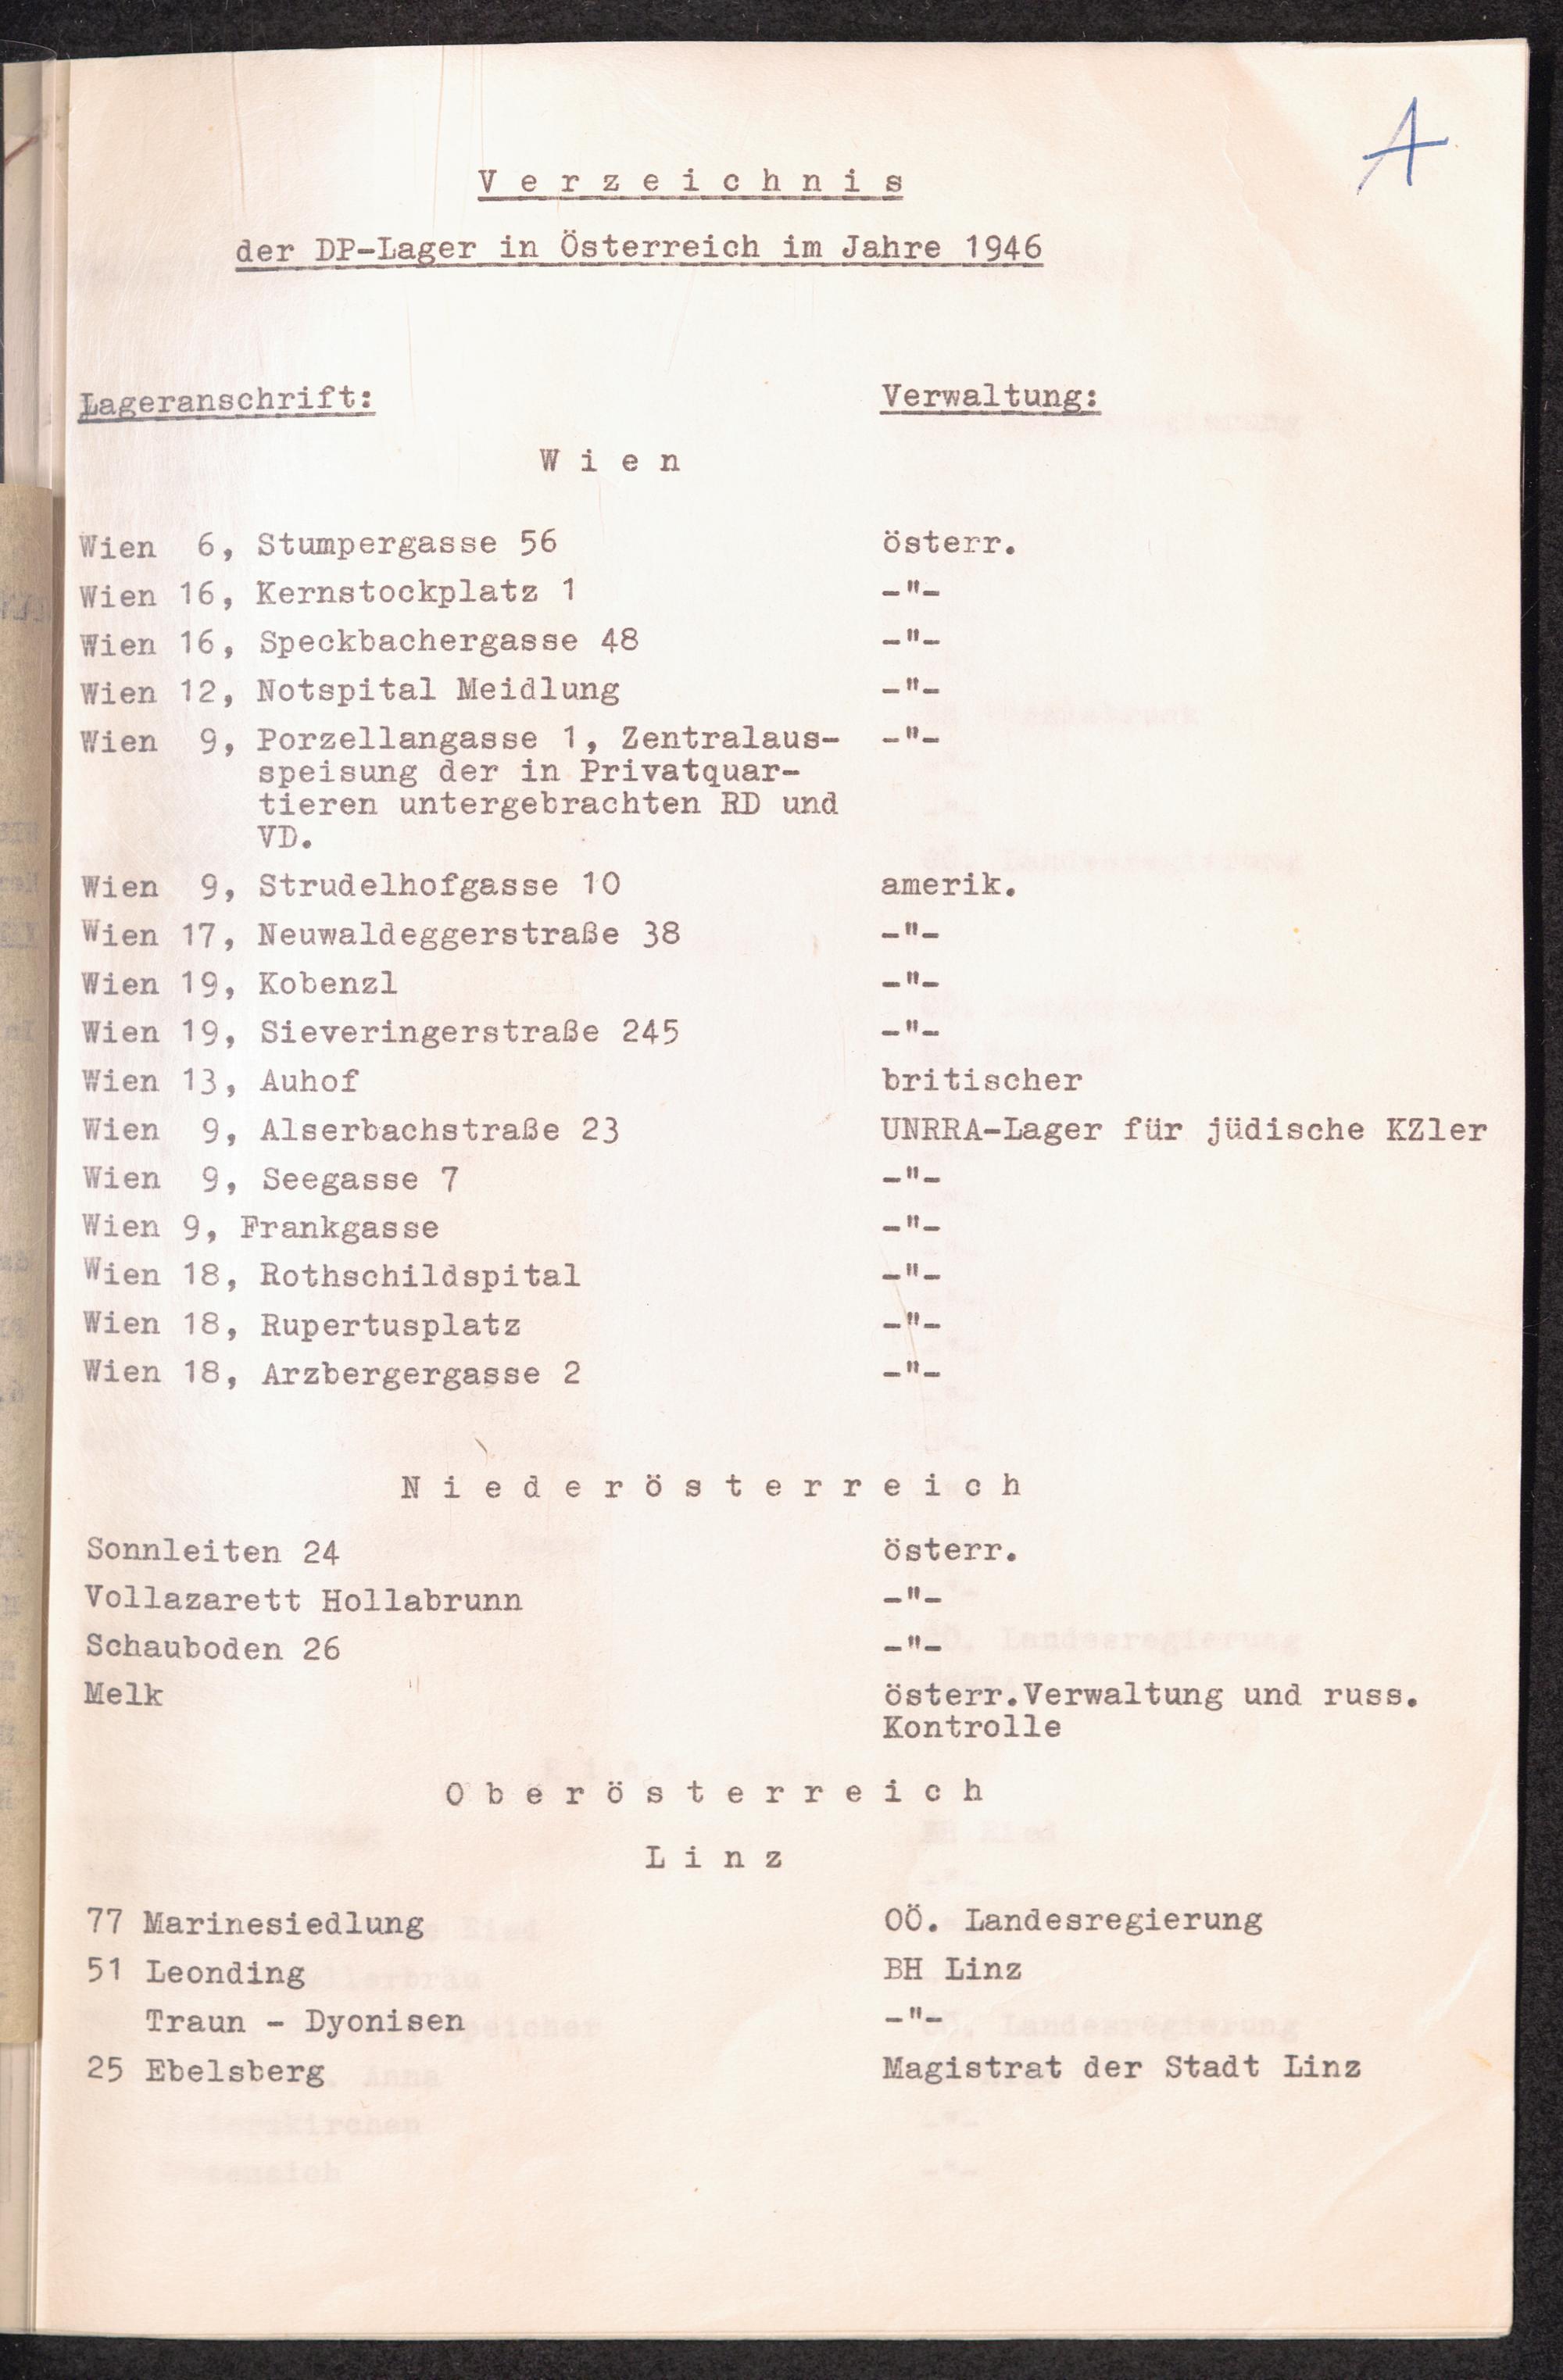 A
Verzeichnis
der DP-Lager in Österreich im Jahre 1946
Lageranschrift: Verwaltung:
Wien
Wien 6, Stumpergasse 56 österr.
Wien 16, Kernstockplatz 1 -"-
Wien 16, Speckbachergasse 48 -"-
Wien 12, Notspital Meidlung -"-
Wien 9, Porzellangasse 1, Zentralaus- -"-
speisung der in Privatquar-
tieren untergebrachten RD und
VD.
Wien 9, Strudelhofgasse 10 amerik.
Wien 17, Neuwaldeggerstraße 38 -"-
Wien 19, Kobenzl -"-
Wien 19, Sieveringerstraße 245 -"-
Wien 13, Auhof britischer
Wien 9, Alserbachstraße 23 UNRRA-Lager für jüdische KZler
Wien 9, Seegasse 7 -"-
Wien 9, Frankgasse -"-
Wien 18, Rothschildspital -"-
Wien 18, Rupertusplatz -"-
Wien 18, Arzbergergasse 2 -"-
Niederösterreich
Sonnleiten 24 österr.
Vollazarett Hollabrunn -"-
Schauboden 26 -"-
Melk österr.Verwaltung und russ.
Kontrolle
Oberösterreich
Linz
77 Marinesiedlung OÖ. Landesregierung
51 Leonding BH Linz
Traun - Dyonisen -"-
25 Ebelsberg Magistrat der Stadt Linz